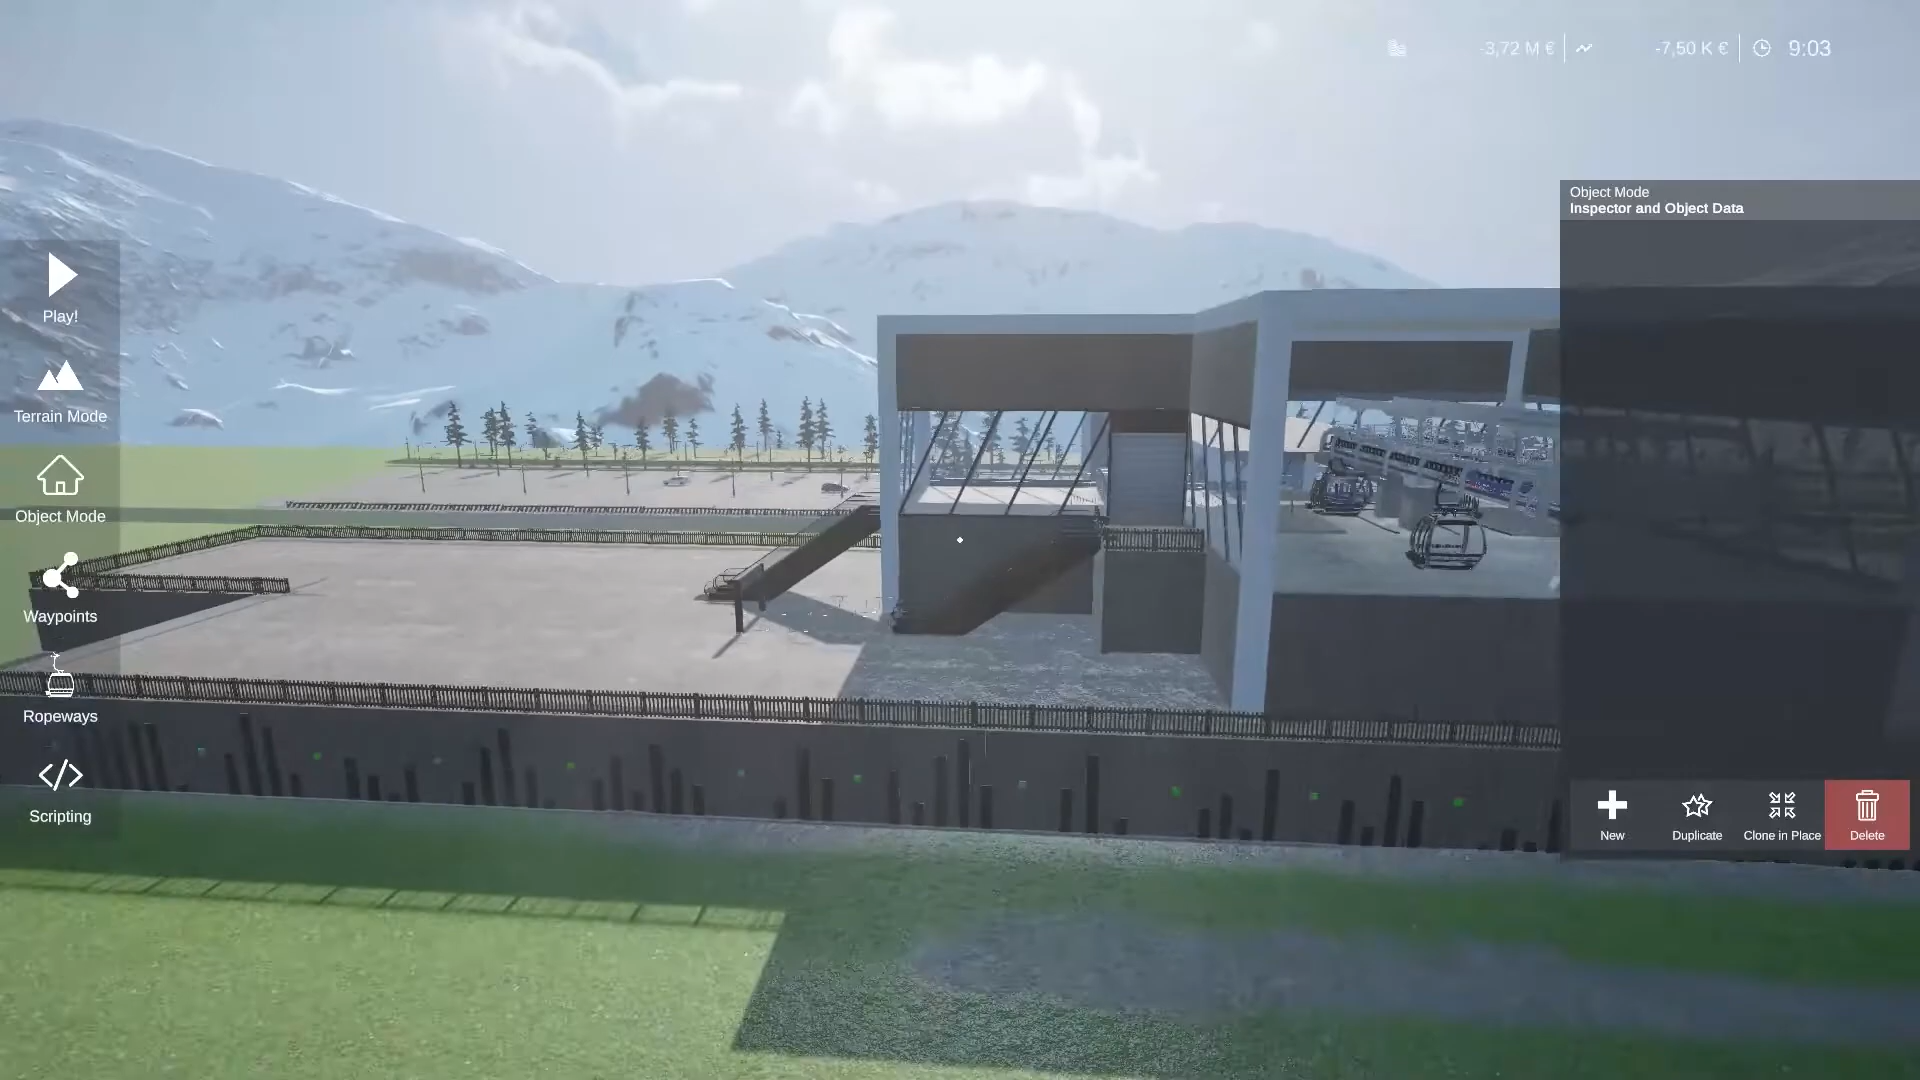 -3,72 M €
-7,50 K €
9:03
Object Mode
Inspector and Object Data
Play!
Terrain Mode
Object Mode
Waypoints
Ropeways
Scripting
New
Duplicate
Clone in Place
Delete